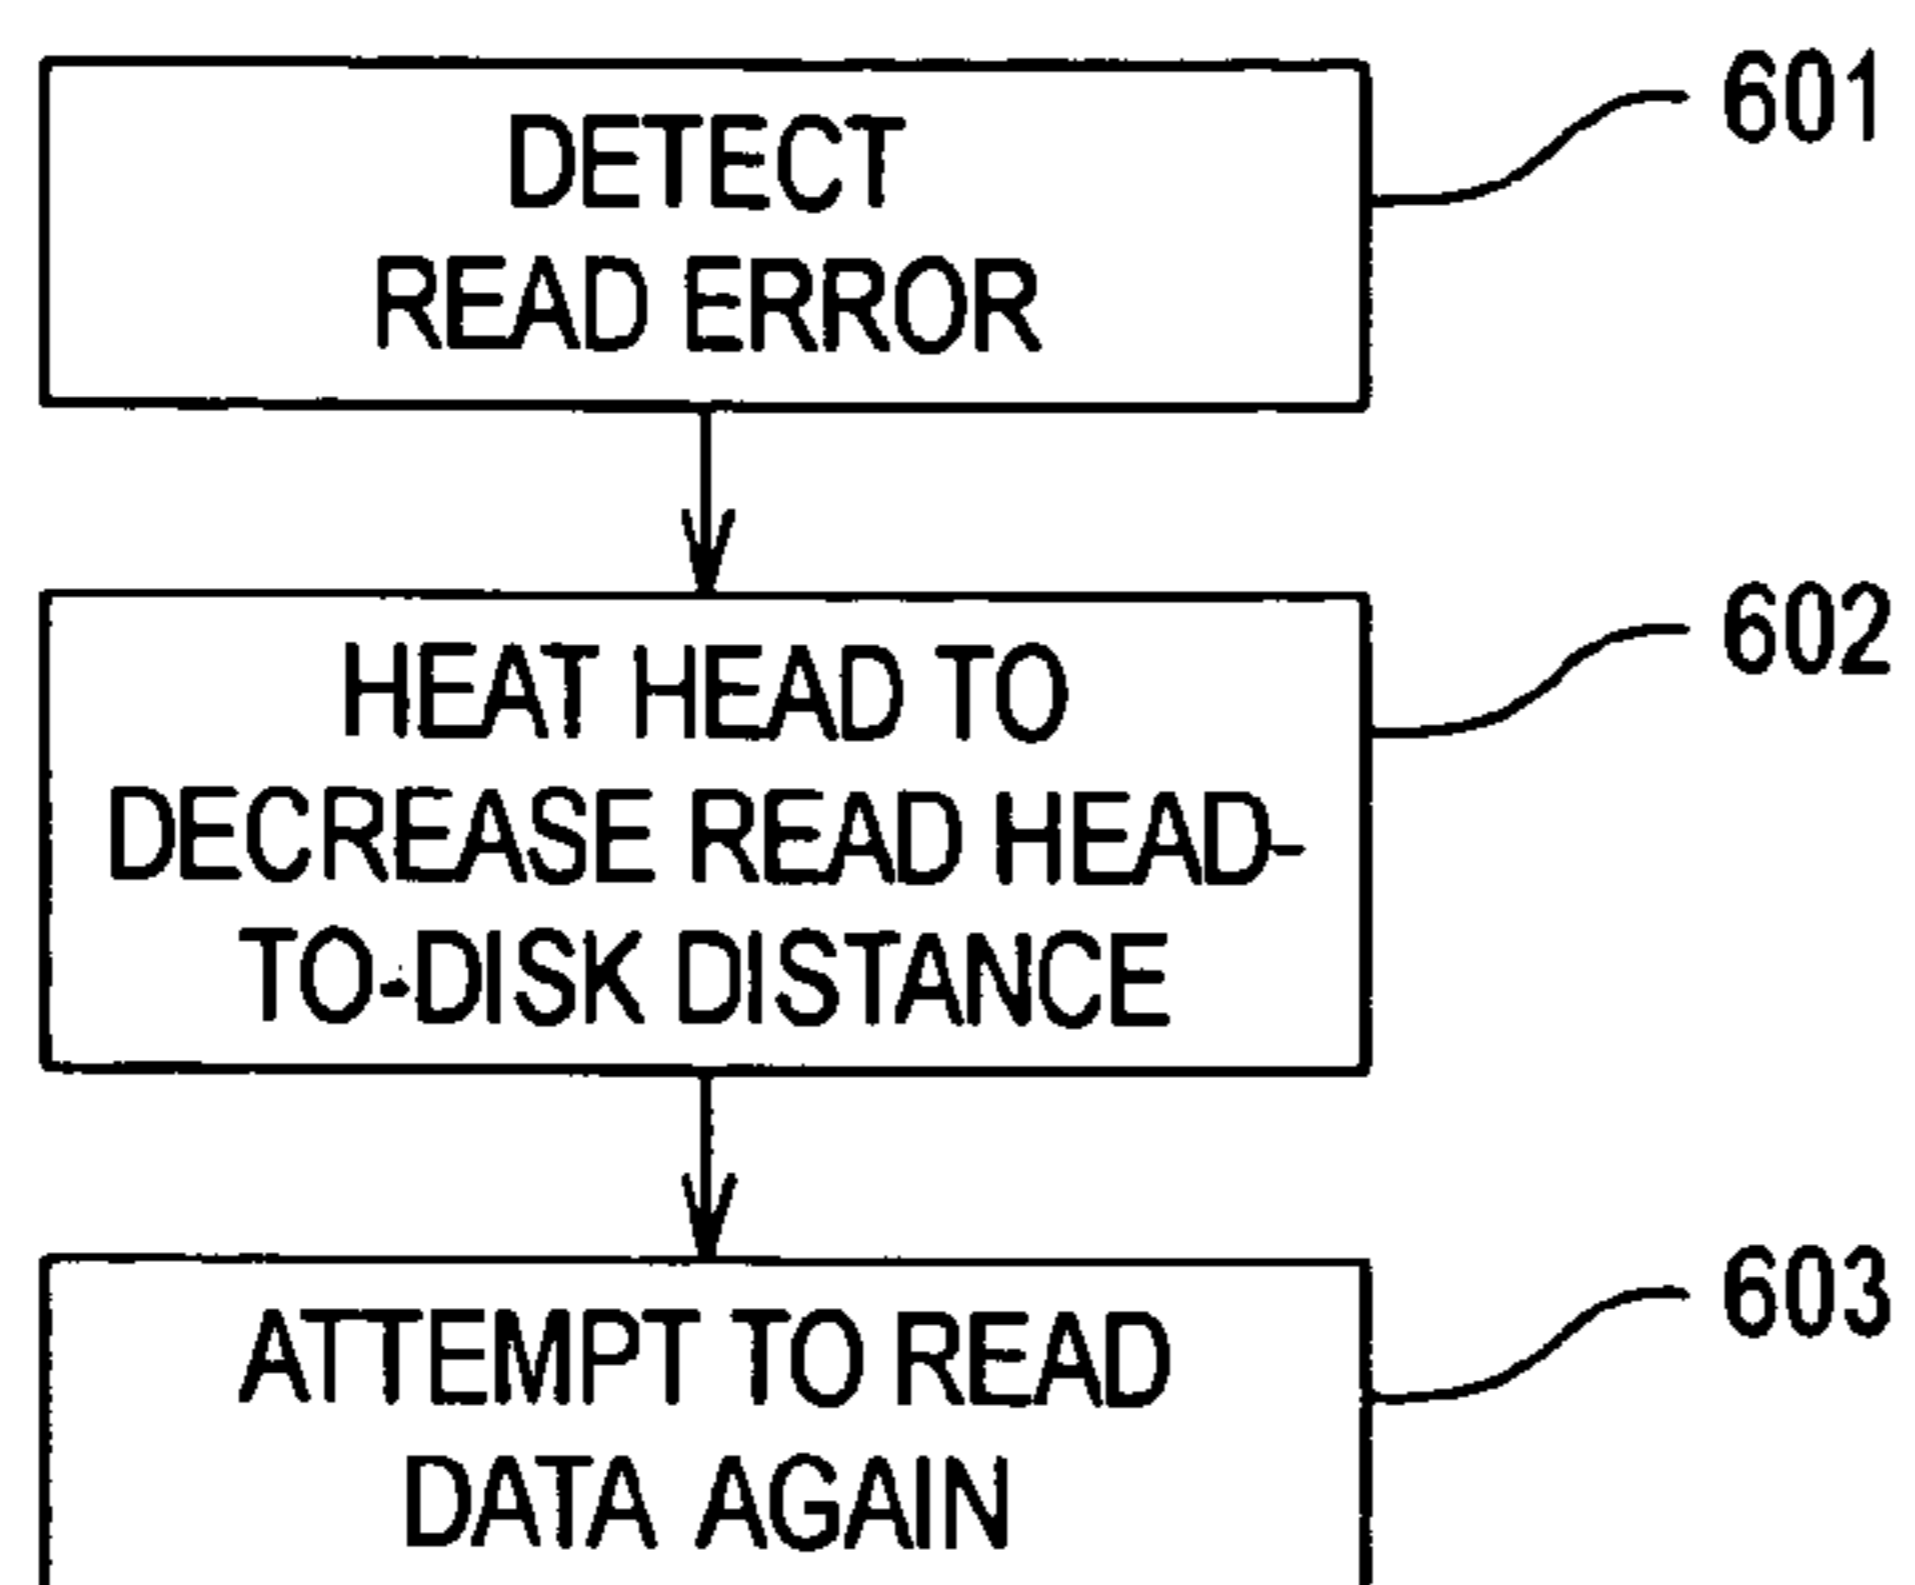 601
DETECT
READ ERROR
602
HEAT HEAD TO
DECREASE READ HEAD-
TO-DISK DISTANCE
603
ATTEMPT TO READ
DATA AGAIN